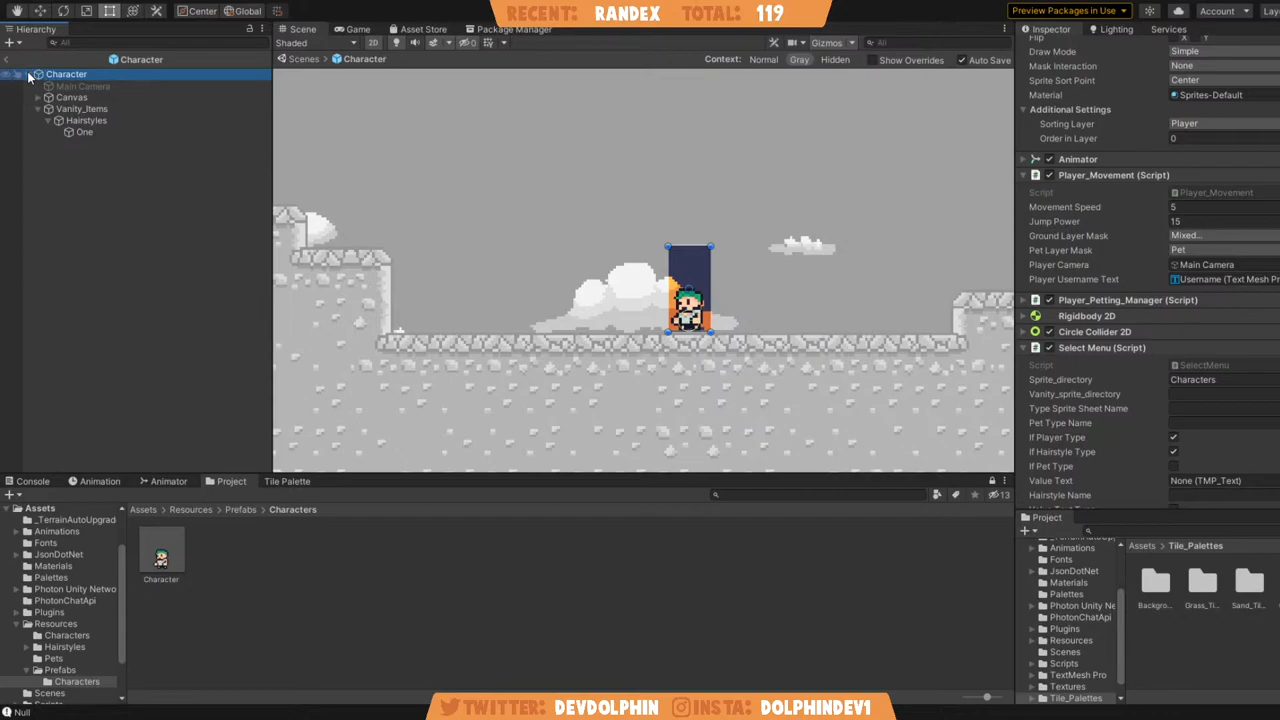 RECENT: RANDEX TOTAL: 119
Center Global
Preview Packages in Use
Account
Hierarchy
Scene Game Asset Store Package Manager
Inspector Lighting Services
All
Shaded 2D 0 Gizmos All
Character
Scenes Character
Context: Normal Gray Hidden Show Overrides Auto Save
Character
Main Camera
Canvas
Vanity_Items
Hairstyles
One
Flip X Y
Draw Mode Simple
Mask Interaction None
Sprite Sort Point Center
Material Sprites-Default
Additional Settings
Sorting Layer Player
Order in Layer 0
Animator
Player_Movement (Script)
Script Player_Movement
Movement Speed 5
Jump Power 15
Ground Layer Mask Mixed...
Pet Layer Mask Pet
Player Camera Main Camera
Player Username Text Username (Text Mesh Pr
Player_Petting_Manager (Script)
Rigidbody 2D
Circle Collider 2D
Select Menu (Script)
Script SelectMenu
Sprite_directory Characters
Vanity_sprite_directory
Type Sprite Sheet Name
Pet Type Name
If Player Type
If Hairstyle Type
If Pet Type
Value Text None (TMP_Text)
Hairstyle Name
Console Animation Animator Project Tile Palette
13
Assets
_TerrainAutoUpgrad
Animations
Fonts
JsonDotNet
Materials
Palettes
Photon Unity Netwo
PhotonChatApi
Plugins
Resources
Characters
Hairstyles
Pets
Prefabs
Characters
Scenes
Assets Resources Prefabs Characters
Character
Project
Animations
Fonts
JsonDotNet
Materials
Palettes
Photon Unity Ne
PhotonChatApi
Plugins
Resources
Scenes
Scripts
TextMesh Pro
Textures
Tile_Palettes
Assets Tile_Palettes
Backgro... Grass_Ti... Sand_Til...
Null
TWITTER: DEVDOLPHIN INSTA: DOLPHINDEV1